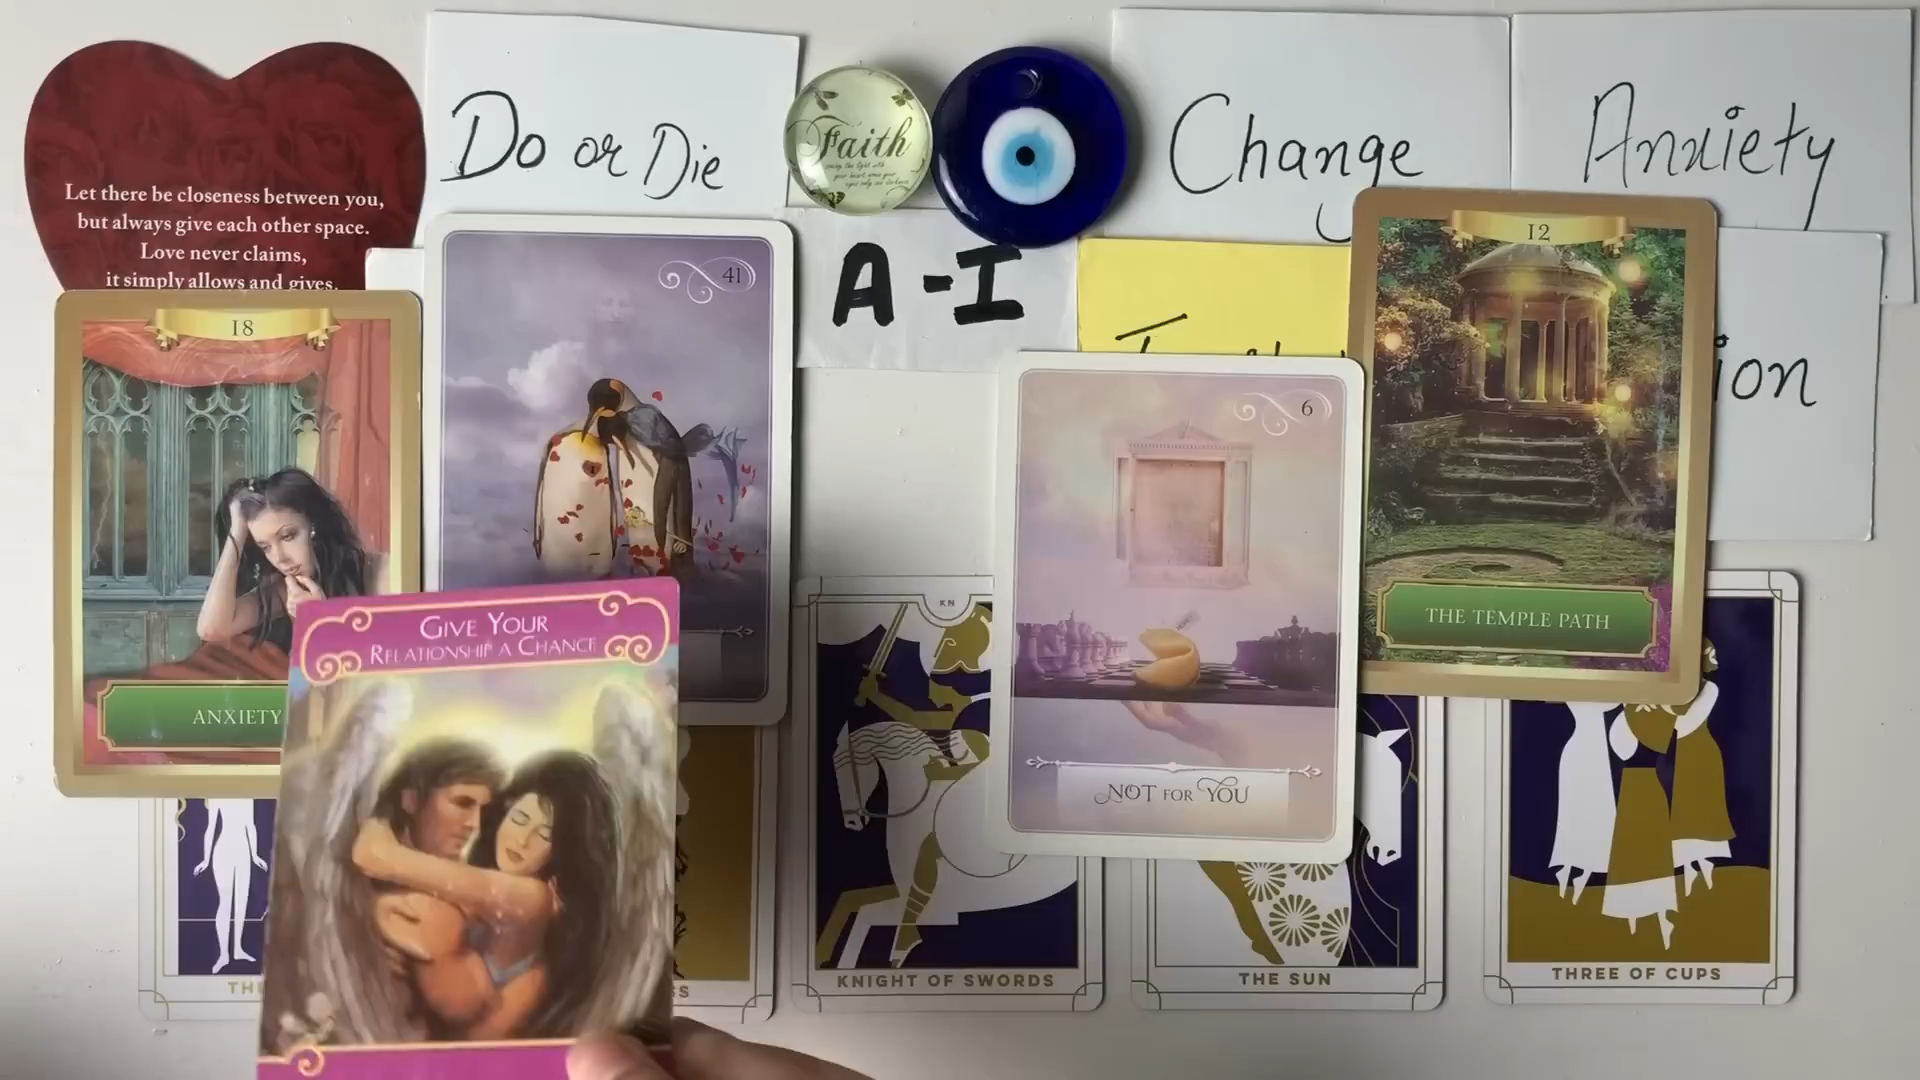 Let there be closeness between you,
but always give each other space.
Love never claims,
it simply allows and gives.
Do or Die
Faith
Change
Anxiety
A-I
ion
18
ANXIETY
41
6
NOT FOR YOU
12
THE TEMPLE PATH
GIVE YOUR
RELATIONSHIP A CHANCE
KN
KNIGHT OF SWORDS
THE SUN
THREE OF CUPS